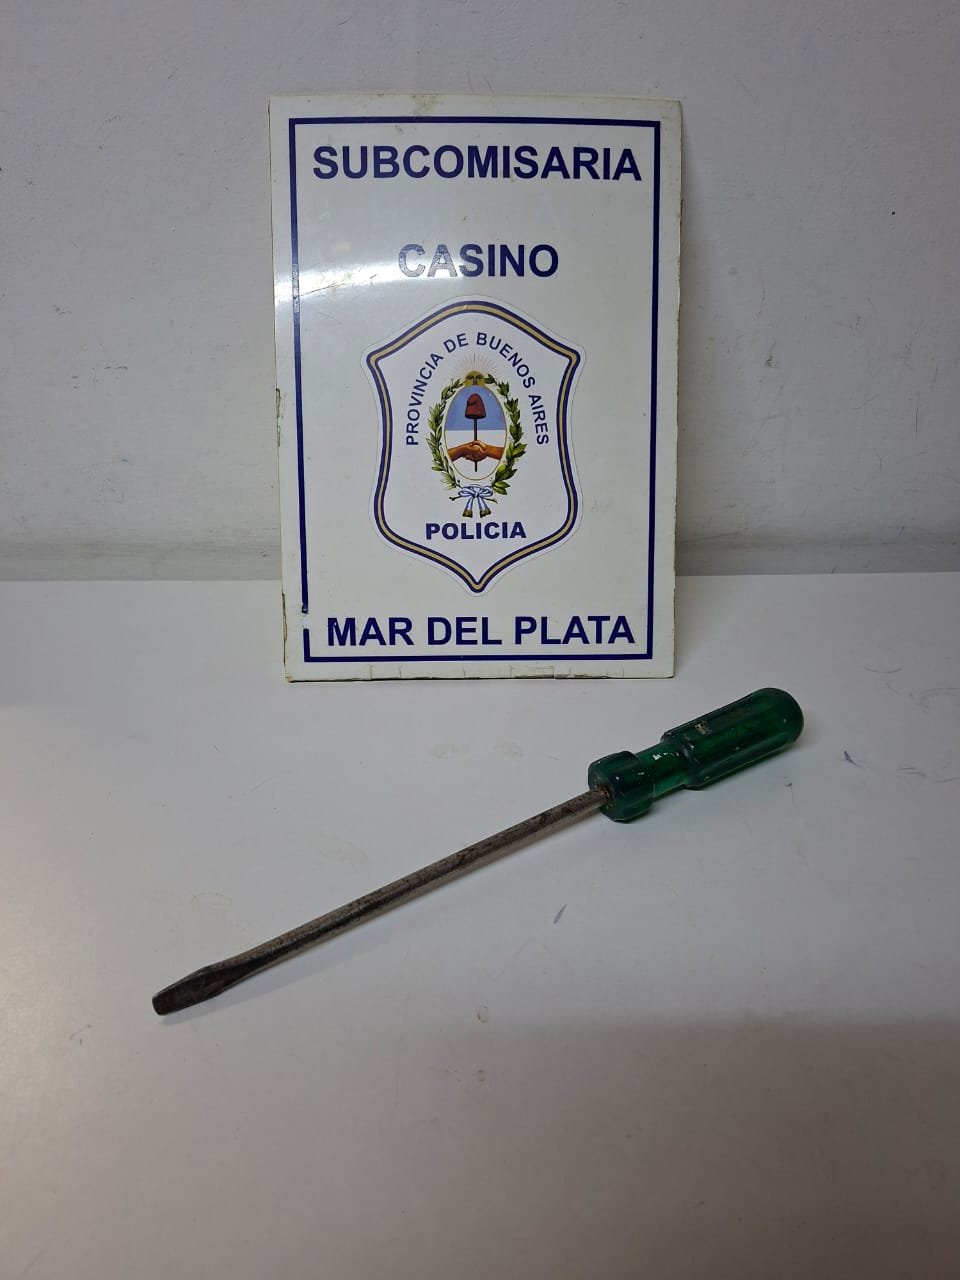 SUBCOMISARIA
CASINO
PROVINCIA DE BUENOS AIRES
POLICIA
MAR DEL PLATA